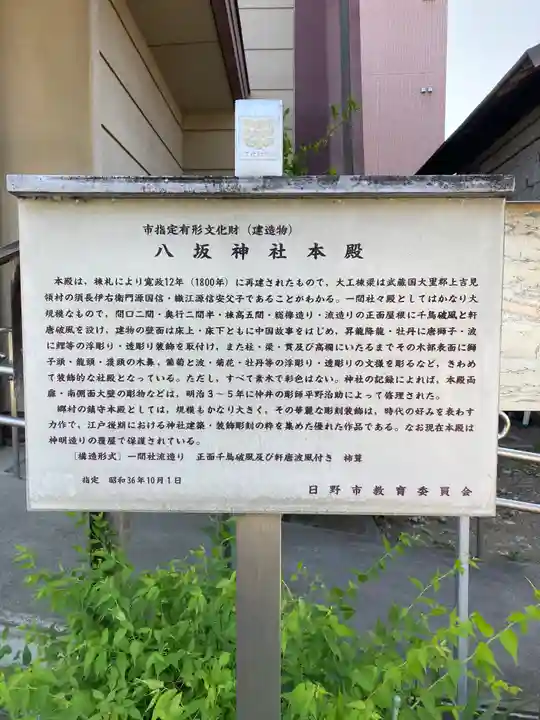 市指定有形文化財（建造物）
八坂神社本殿
本殿は、棟札により寛政12年（1800年）に再建されたもので、大工棟梁は武蔵国大里郡上吉見
領村の須長伊右衛門源国信・織江源信安父子であることがわかる。一間社々殿としてはかなり大
規模なもので、間口二間・奥行二間半・棟高五間・総欅造り・流造りの正面屋根に千鳥破風と軒
唐破風を設け、建物の壁面は床上・床下ともに中国故事をはじめ、昇龍降龍・牡丹に唐獅子・波
に鯉等の浮彫り・透彫り装飾を取付け、また柱・梁・貫及び高欄にいたるまでその木部表面に獅
子頭・龍頭・獏頭の木鼻、葡萄と波・菊花・牡丹等の浮彫り・透彫りの文様を彫るなど、きわめ
て装飾的な社殿となっている。ただし、すべて素木で彩色はない。神社の記録によれば、本殿両
扉・南側面大壁の彫物などは、明治３～５年に仲井の彫師平野治助によって修理された。
郷村の鎮守本殿としては、規模もかなり大きく、その華麗な彫刻装飾は、時代の好みを表わす
力作で、江戸後期における神社建築・装飾彫刻の粋を集めた優れた作品である。なお現在本殿は
神明造りの覆屋で保護されている。
［構造形式］一間社流造り 正面千鳥破風及び軒唐波風付き 杮葺
指定 昭和36年10月１日
日野市教育委員会